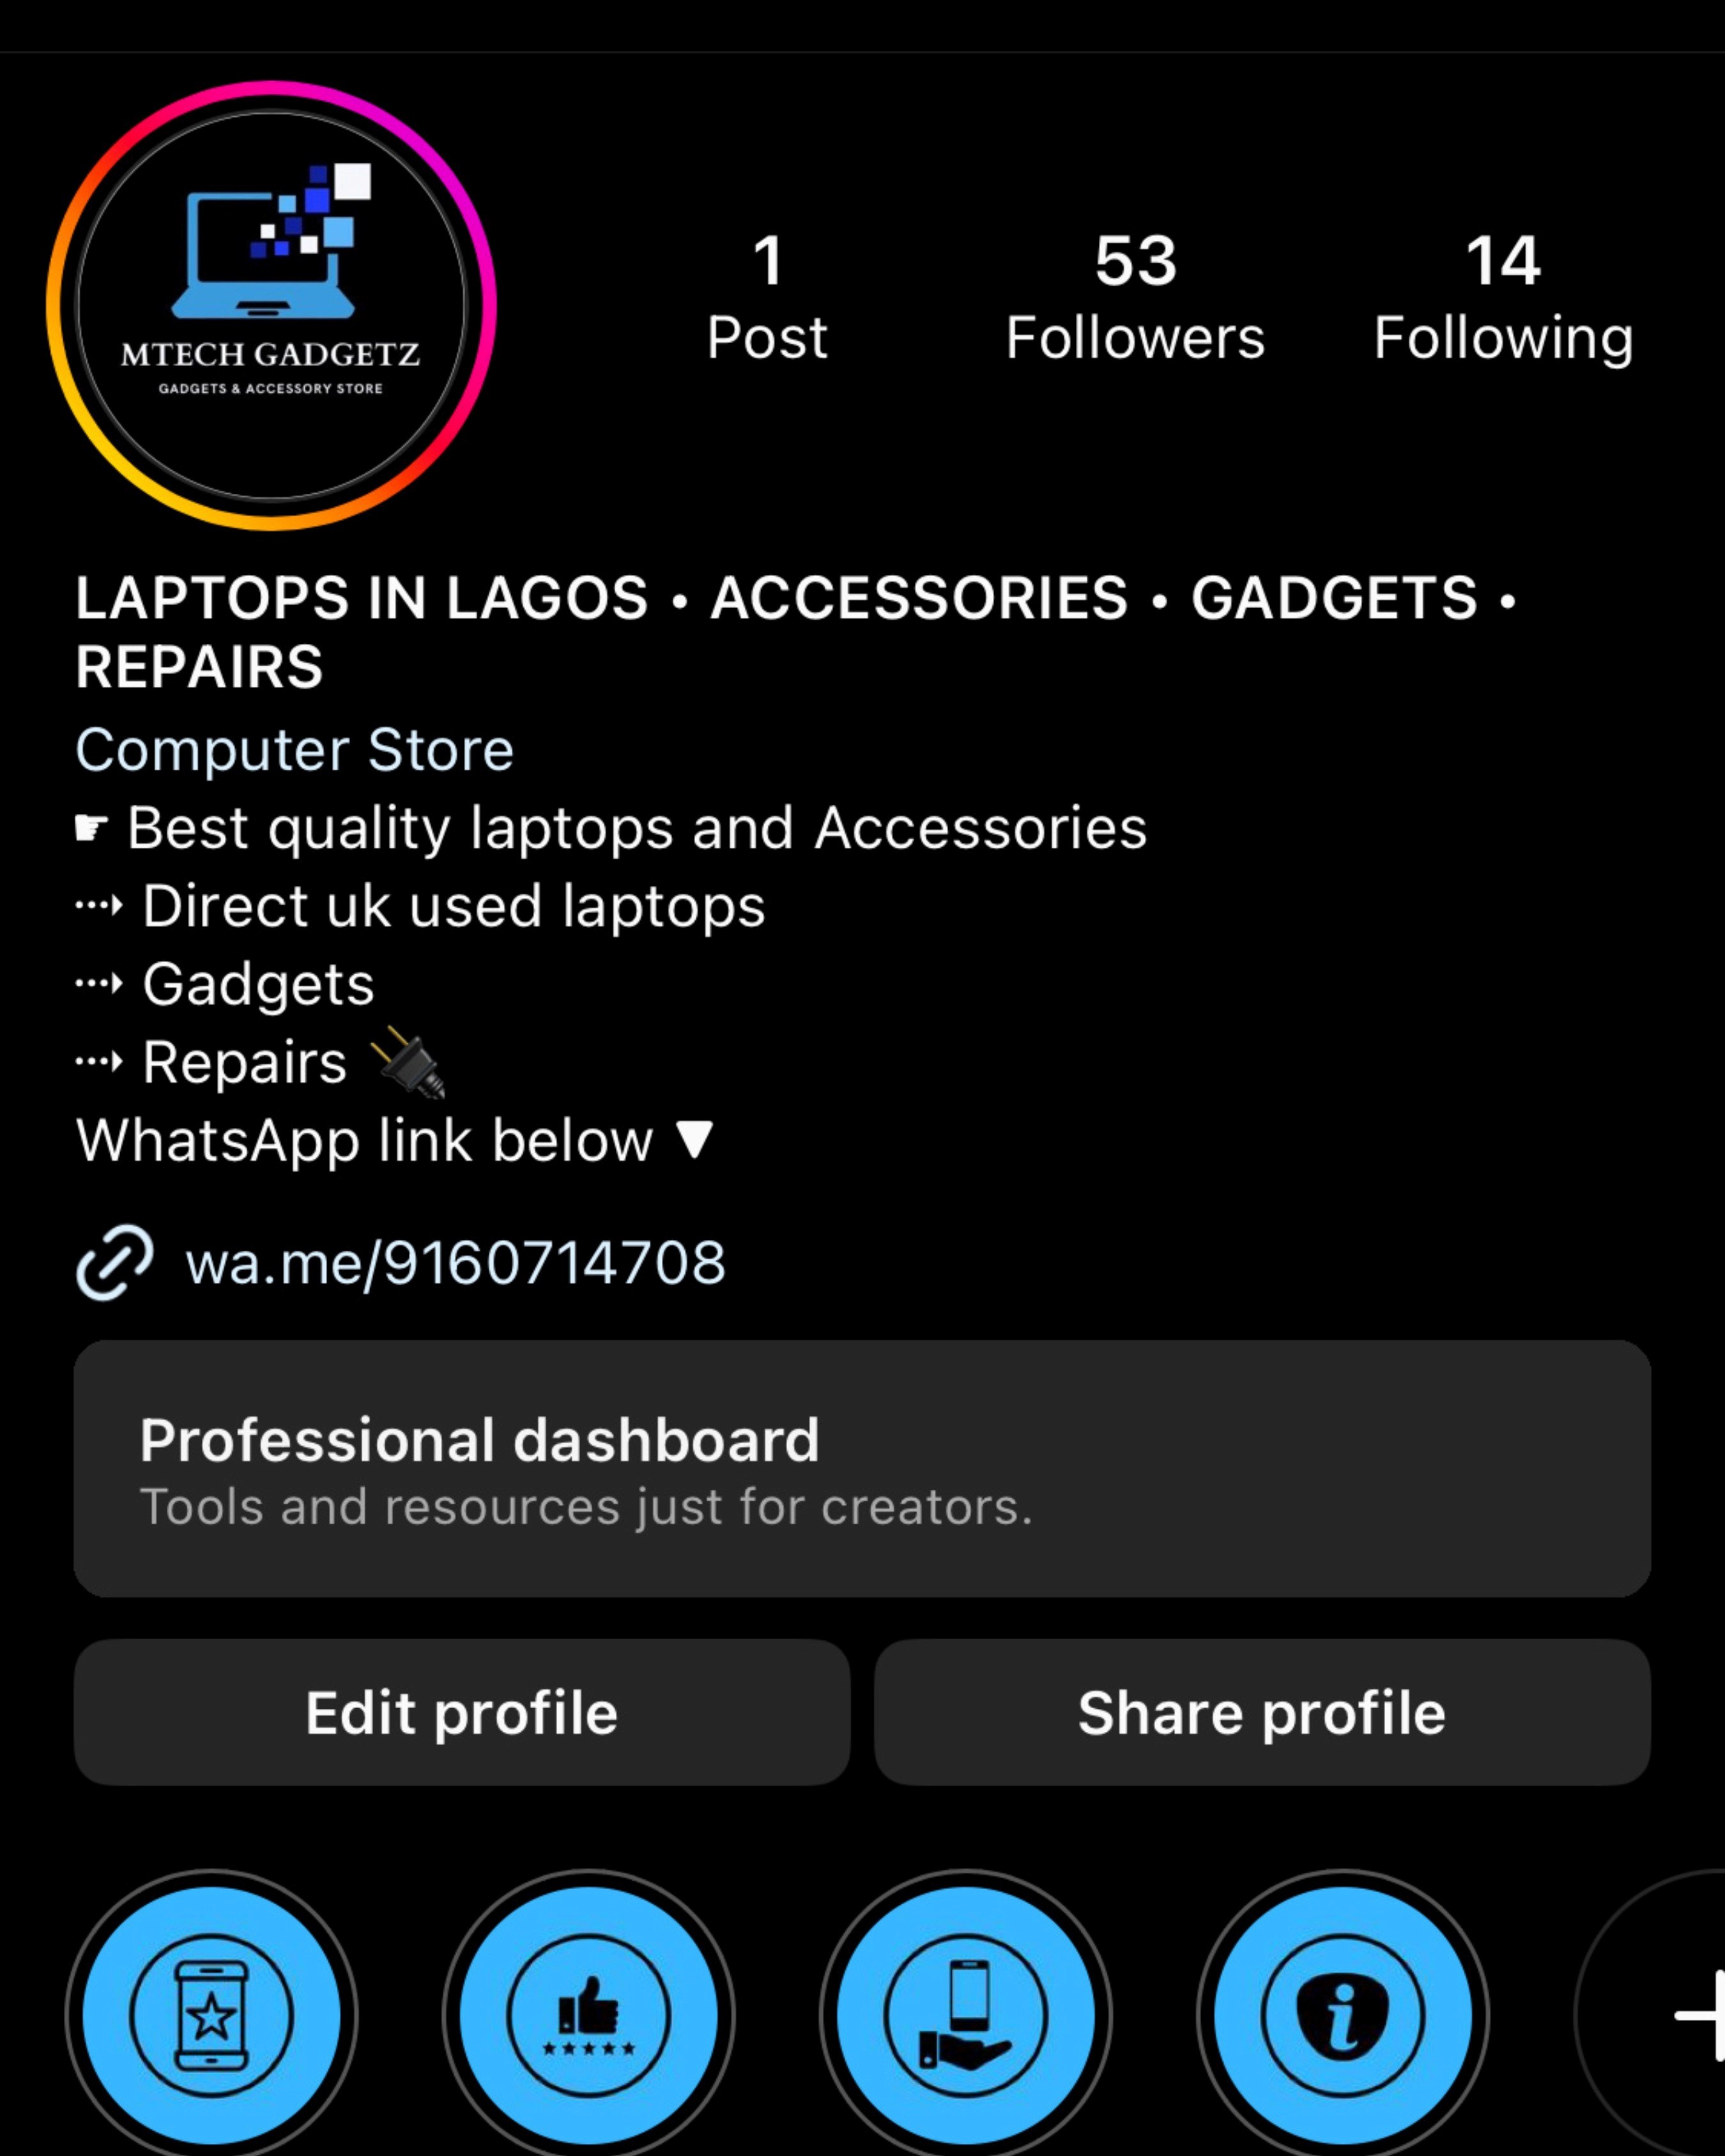 MTECH GADGETZ
GADGETS & ACCESSORY STORE
1
Post
53
Followers
14
Following
LAPTOPS IN LAGOS • ACCESSORIES • GADGETS •
REPAIRS
Computer Store
☛ Best quality laptops and Accessories
⤑ Direct uk used laptops
⤑ Gadgets
⤑ Repairs 🔌
WhatsApp link below ▼
wa.me/9160714708
Professional dashboard
Tools and resources just for creators.
Edit profile
Share profile